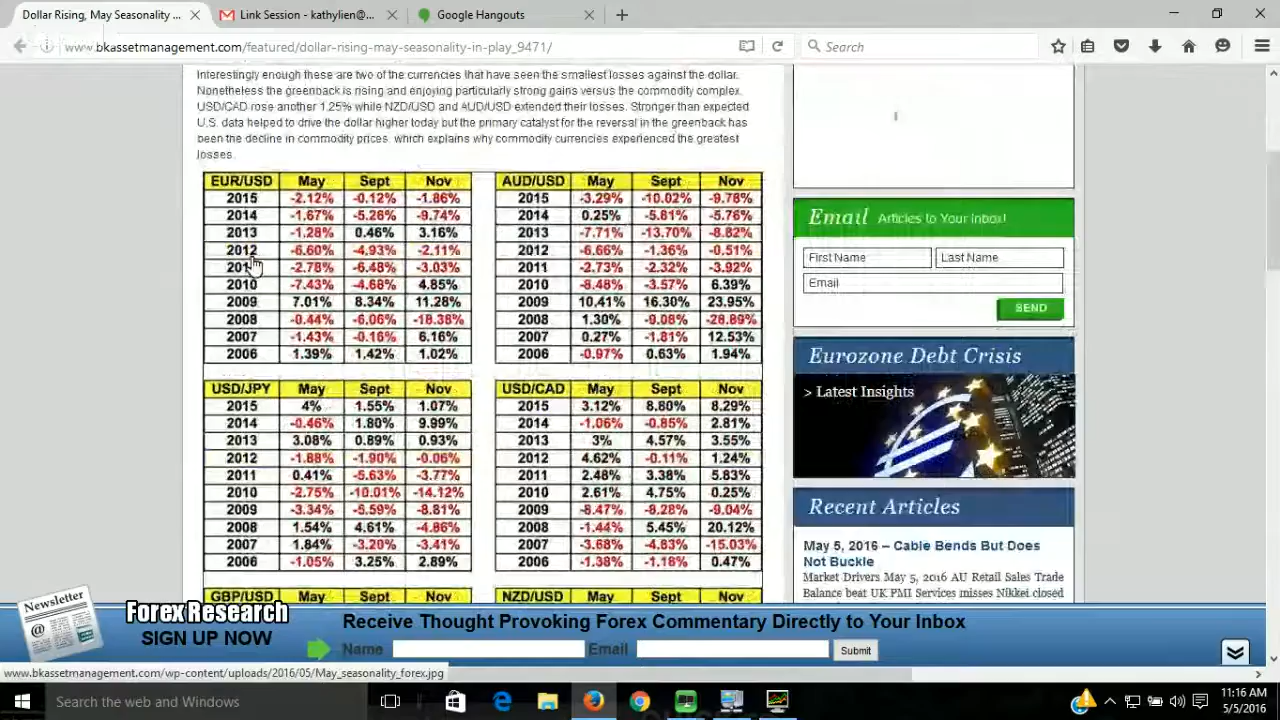 Dollar Rising, May Seasonality ...
Link Session - kathylien@...
Google Hangouts
www.bkassetmanagement.com/featured/dollar-rising-may-seasonality-in-play_9471/
Search
Interestingly enough these are two of the currencies that have seen the smallest losses against the dollar.
Nonetheless the greenback is rising and enjoying particularly strong gains versus the commodity complex.
USD/CAD rose another 1.25% while NZD/USD and AUD/USD extended their losses. Stronger than expected
U.S. data helped to drive the dollar higher today but the primary catalyst for the reversal in the greenback has
been the decline in commodity prices, which explains why commodity currencies experienced the greatest
losses.
EUR/USD May Sept Nov
2015 -2.12% -0.12% -1.86%
2014 -1.67% -5.26% -9.74%
2013 -1.28% 0.46% 3.16%
2012 -6.60% -4.93% -2.11%
-2.78% -6.48% -3.03%
2010 -7.43% -4.68% 4.85%
2009 7.01% 8.34% 11.28%
2008 -0.44% -6.06% -18.38%
2007 -1.43% -0.16% 6.16%
2006 1.39% 1.42% 1.02%
AUD/USD May Sept Nov
2015 -3.29% -10.02% -9.78%
2014 0.25% -5.81% -5.76%
2013 -7.71% -13.70% -8.82%
2012 -6.66% -1.36% -0.51%
2011 -2.73% -2.32% -3.92%
2010 -8.48% -3.57% 6.39%
2009 10.41% 16.30% 23.95%
2008 1.30% -9.08% -28.89%
2007 0.27% -1.81% 12.53%
2006 -0.97% 0.63% 1.94%
USD/JPY May Sept Nov
2015 4% 1.55% 1.07%
2014 -0.46% 1.80% 9.99%
2013 3.08% 0.89% 0.93%
2012 -1.88% -1.90% -0.06%
2011 0.41% -5.63% -3.77%
2010 -2.75% -10.01% -14.12%
2009 -3.34% -5.59% -8.81%
2008 1.54% 4.61% -4.86%
2007 1.84% -3.20% -3.41%
2006 -1.05% 3.25% 2.89%
USD/CAD May Sept Nov
2015 3.12% 8.80% 8.29%
2014 -1.06% -0.85% 2.81%
2013 3% 4.57% 3.55%
2012 4.62% -0.11% 1.24%
2011 2.48% 3.38% 5.83%
2010 2.61% 4.75% 0.25%
2009 -8.47% -8.28% -9.04%
2008 -1.44% 5.45% 20.12%
2007 -3.68% -4.83% -15.03%
2006 -1.38% -1.18% 0.47%
GBP/USD May Sept Nov
NZD/USD May Sept Nov
Email Articles to Your Inbox!
First Name
Last Name
Email
SEND
Eurozone Debt Crisis
> Latest Insights
Recent Articles
May 5, 2016 – Cable Bends But Does
Not Buckle
Market Drivers May 5, 2016 AU Retail Sales Trade
Balance beat UK PMI Services misses Nikkei closed
Newsletter
@
Forex Research
SIGN UP NOW
Receive Thought Provoking Forex Commentary Directly to Your Inbox
Name
Email
Submit
www.bkassetmanagement.com/wp-content/uploads/2016/05/May_seasonality_forex.jpg
Search the web and Windows
11:16 AM
5/5/2016